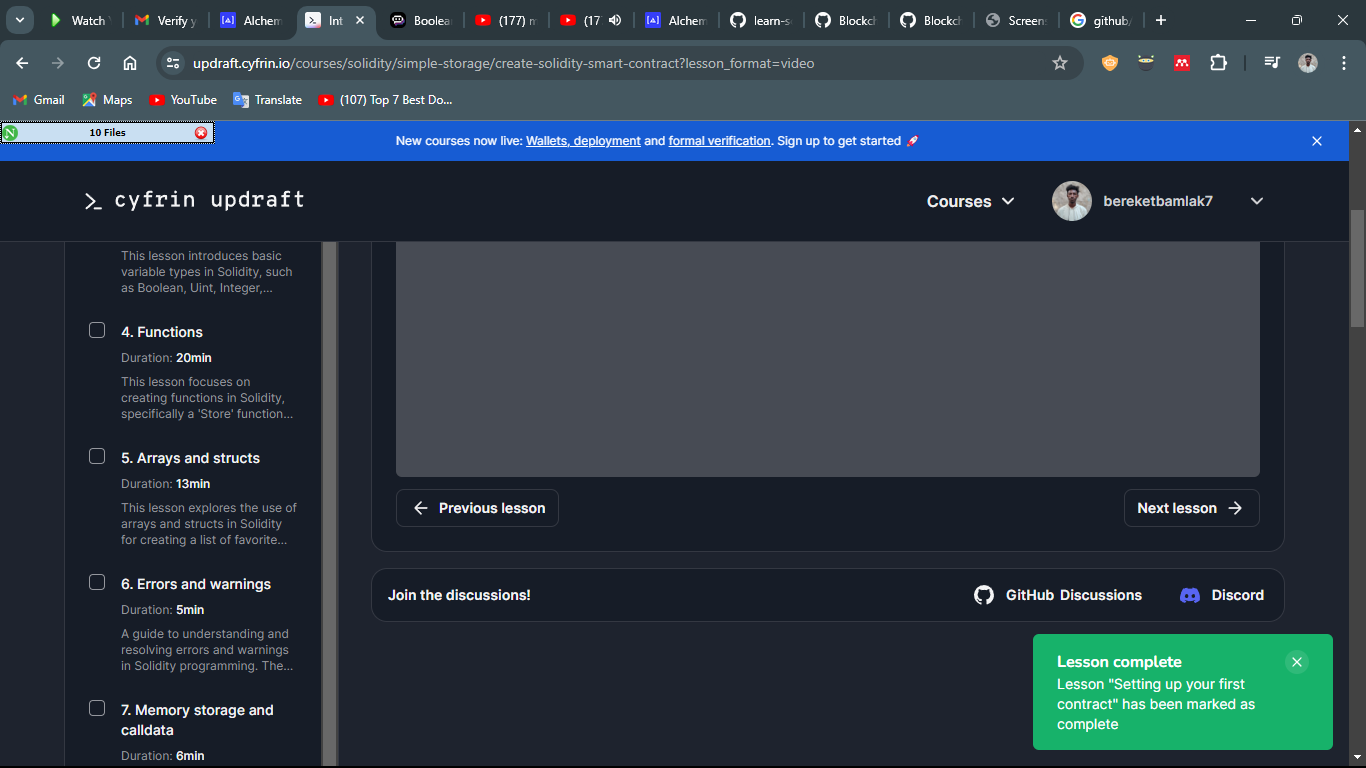 Watch
Verify y
Alchem
Int
Boolea
(177) n
(17
Alchem
learn-s
Blockc
Blockc
Screen
github/
updraft.cyfrin.io/courses/solidity/simple-storage/create-solidity-smart-contract?lesson_format=video
Gmail
Maps
YouTube
Translate
(107) Top 7 Best Do...
10 Files
New courses now live: Wallets, deployment and formal verification. Sign up to get started 🚀
>_ cyfrin updraft
Courses
bereketbamlak7
This lesson introduces basic
variable types in Solidity, such
as Boolean, Uint, Integer,...
4. Functions
Duration: 20min
This lesson focuses on
creating functions in Solidity,
specifically a 'Store' function...
5. Arrays and structs
Duration: 13min
This lesson explores the use of
arrays and structs in Solidity
for creating a list of favorite...
6. Errors and warnings
Duration: 5min
A guide to understanding and
resolving errors and warnings
in Solidity programming. The...
7. Memory storage and
calldata
Duration: 6min
Previous lesson
Next lesson
Join the discussions!
GitHub Discussions
Discord
Lesson complete
Lesson "Setting up your first
contract" has been marked as
complete